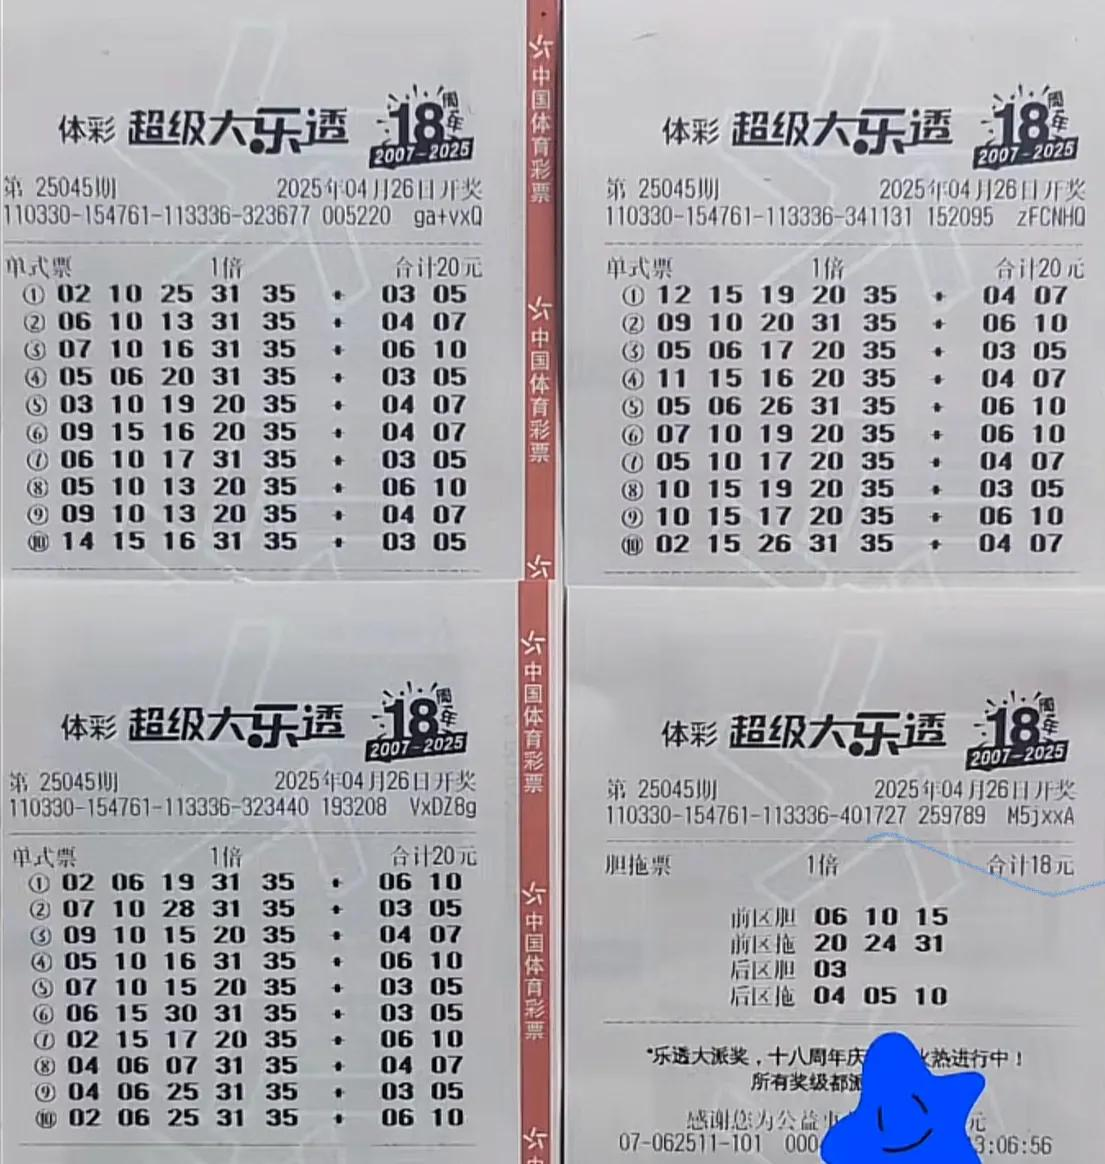 体彩 超级大乐透 18周年
2007-2025
第 25045期 2025年04月26日开奖
110330-154761-113336-323677 005220 ga+vxQ
单式票 1倍 合计20元
① 02 10 25 31 35 + 03 05
② 06 10 13 31 35 + 04 07
③ 07 10 16 31 35 + 06 10
④ 05 06 20 31 35 + 03 05
⑤ 03 10 19 20 35 + 04 07
⑥ 09 15 16 20 35 + 04 07
⑦ 06 10 17 31 35 + 03 05
⑧ 05 10 13 20 35 + 06 10
⑨ 09 10 13 20 35 + 04 07
⑩ 14 15 16 31 35 + 03 05
中国体育彩票
中国体育彩票
体彩 超级大乐透 18周年
2007-2025
第 25045期 2025年04月26日开奖
110330-154761-113336-341131 152095 zFCNHQ
单式票 1倍 合计20元
① 12 15 19 20 35 + 04 07
② 09 10 20 31 35 + 06 10
③ 05 06 17 20 35 + 03 05
④ 11 15 16 20 35 + 04 07
⑤ 05 06 26 31 35 + 06 10
⑥ 07 10 19 20 35 + 06 10
⑦ 05 10 17 20 35 + 04 07
⑧ 10 15 19 20 35 + 03 05
⑨ 10 15 17 20 35 + 06 10
⑩ 02 15 26 31 35 + 04 07
体彩 超级大乐透 18周年
2007-2025
第 25045期 2025年04月26日开奖
110330-154761-113336-323440 193208 VxDZ8g
单式票 1倍 合计20元
① 02 06 19 31 35 + 06 10
② 07 10 28 31 35 + 03 05
③ 09 10 15 20 35 + 04 07
④ 05 10 16 31 35 + 06 10
⑤ 07 10 15 20 35 + 03 05
⑥ 06 15 30 31 35 + 03 05
⑦ 02 15 17 20 35 + 06 10
⑧ 04 06 07 31 35 + 04 07
⑨ 04 06 25 31 35 + 03 05
⑩ 02 06 25 31 35 + 06 10
中国体育彩票
中国体育彩票
中
体彩 超级大乐透 18周年
2007-2025
第 25045期 2025年04月26日开奖
110330-154761-113336-401727 259789 M5jxxA
胆拖票 1倍 合计18元
前区胆 06 10 15
前区拖 20 24 31
后区胆 03
后区拖 04 05 10
"乐透大派奖，十八周年庆 火热进行中！
所有奖级都派
感谢您为公益事 元
07-062511-101 000 3:06:56